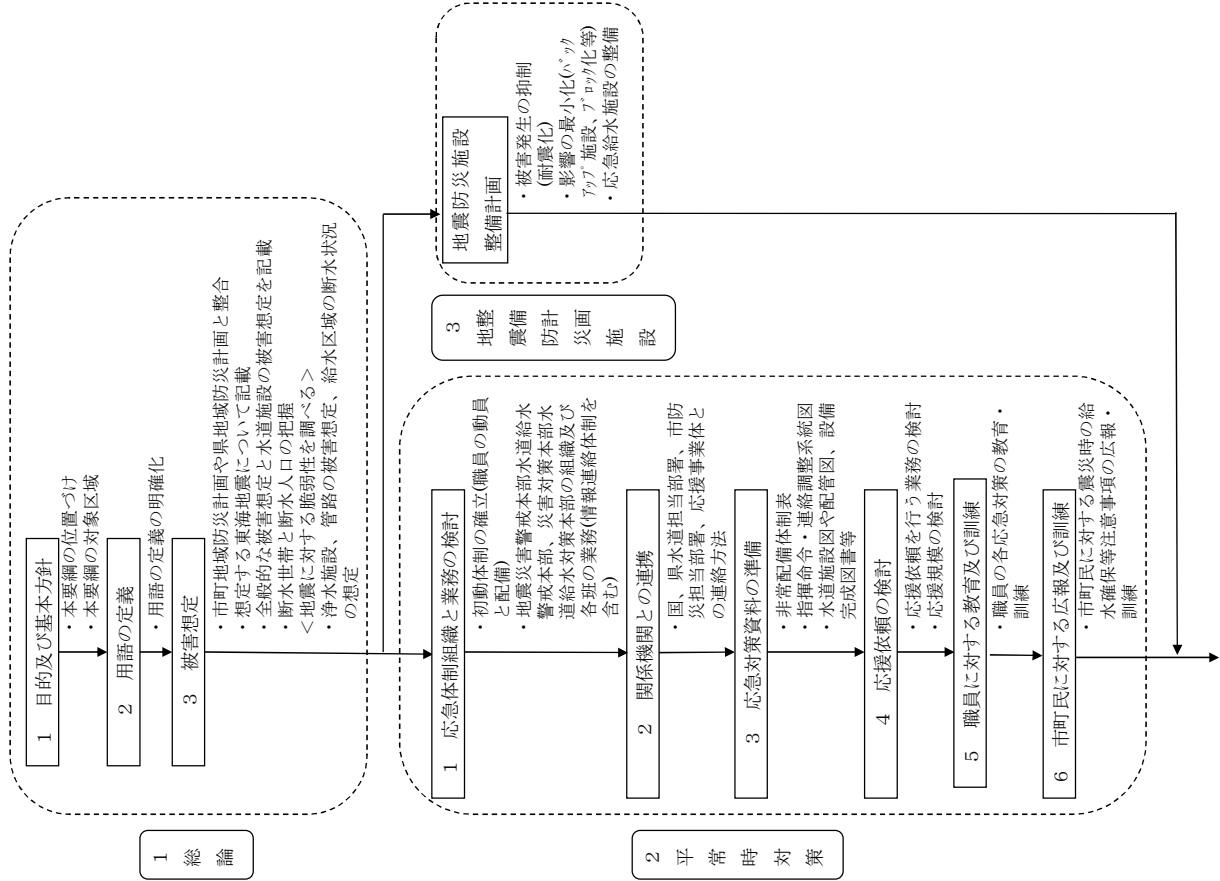 1
総
論
1 目的及び基本方針
・本要綱の位置づけ
・本要綱の対象区域
2 用語の定義
・用語の定義の明確化
3 被害想定
・市町地域防災計画や県地域防災計画と整合
・想定する東海地震について記載
・全般的な被害想定と水道施設の被害想定を記載
・断水世帯と断水人口の把握
＜地震に対する脆弱性を調べる＞
・浄水施設、管路の被害想定、給水区域の断水状況
の想定
2
平
常
時
対
策
1 応急体制組織と業務の検討
・初動体制の確立(職員の動員
と配備)
・地震災害警戒本部水道給水
警戒本部、災害対策本部水
道給水対策本部の組織及び
各班の業務(情報連絡体制を
含むp)
2 関係機関との連携
・国、県水道担当部署、市防
災担当部署、応援事業体と
の連絡方法
3 応急対策資料の準備
・非常配備体制表
・指揮命令・連絡調整系統図
・水道施設図や配管図、設備
完成図書等
4 応援依頼の検討
・応援依頼を行う業務の検討
・応援規模の検討
5 職員に対する教育及び訓練
・職員の各応急対策の教育・
訓練
6 市町民に対する広報及び訓練
・市町民に対する震災時の給
水確保等注意事項の広報・
訓練
3
地整
震備
防計
災画
施
設
地震防災施設
整備計画
・被害発生の抑制
(耐震化)
・影響の最小化(ﾊﾞｯｸ
ｱｯﾌﾟ施設、ﾌﾞﾛｯｸ化等)
・応急給水施設の整備